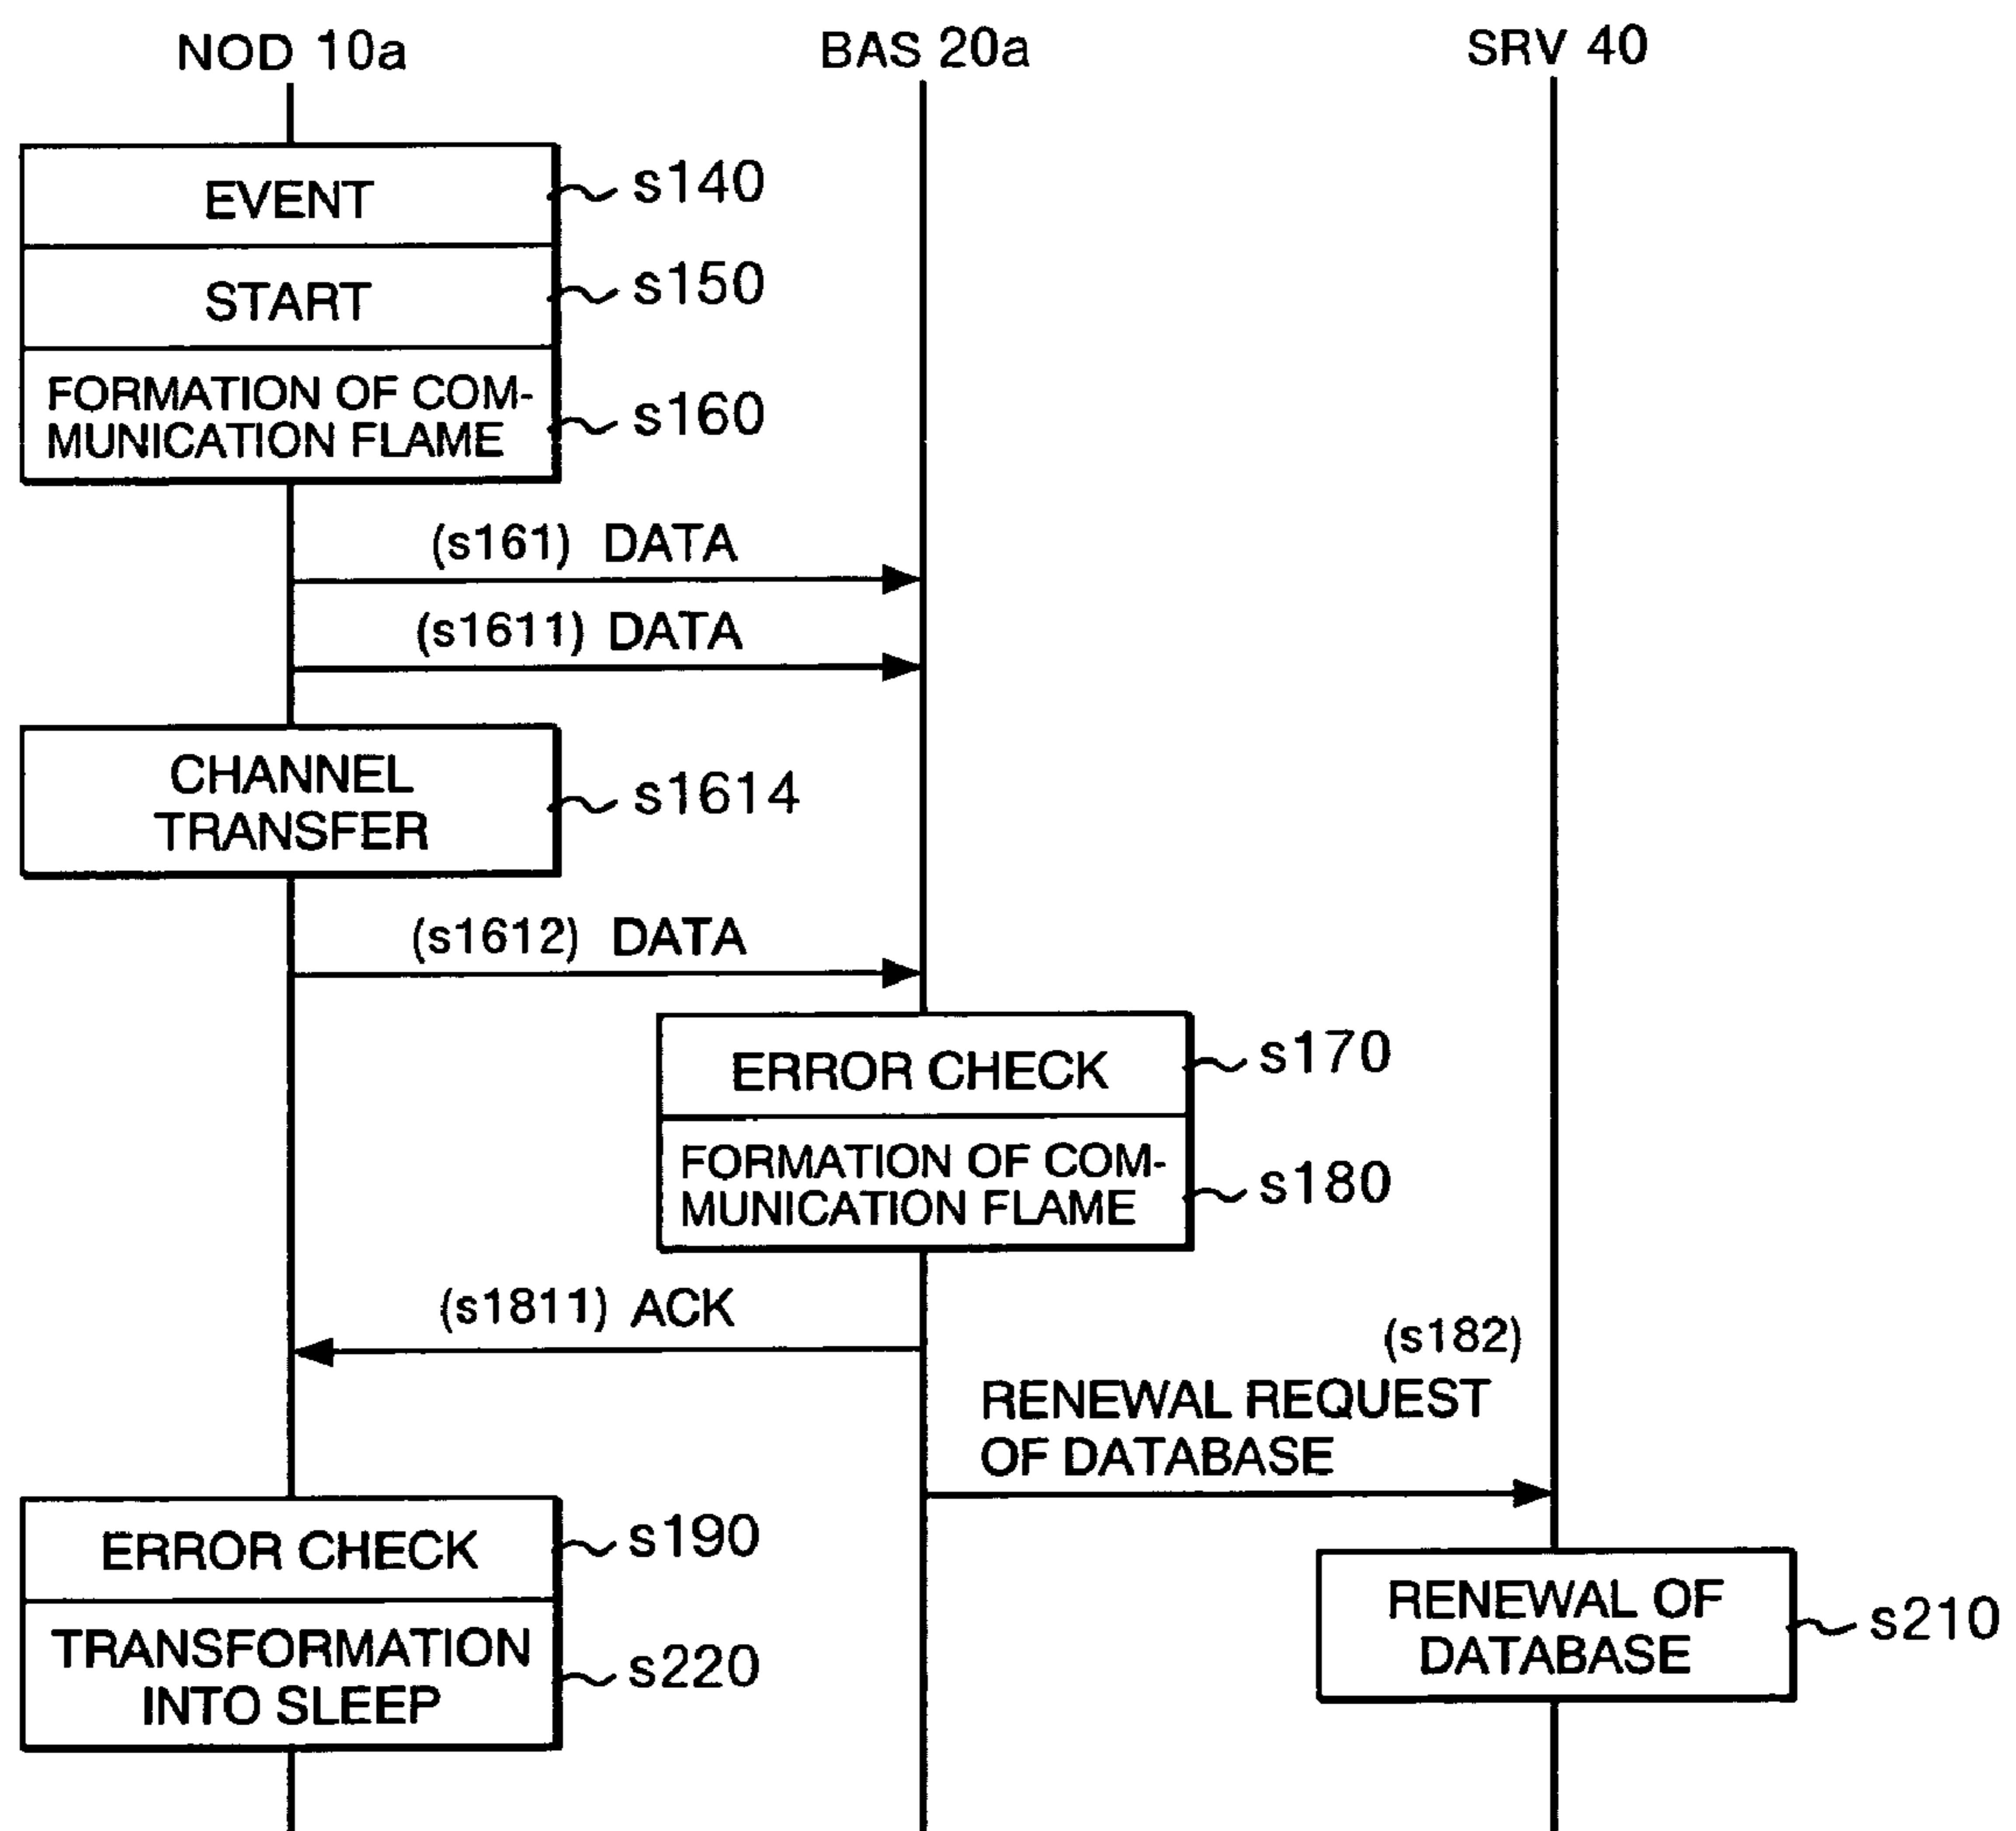 NOD 10a
BAS 20a
SRV 40
EVENT
s140
START
s150
FORMATION OF COM-
MUNICATION FLAME
s160
(s161) DATA
(s1611) DATA
CHANNEL
TRANSFER
s1614
(s1612) DATA
ERROR CHECK
s170
FORMATION OF COM-
MUNICATION FLAME
s180
(s1811) ACK
(s182)
RENEWAL REQUEST
OF DATABASE
ERROR CHECK
s190
TRANSFORMATION
INTO SLEEP
s220
RENEWAL OF
DATABASE
s210